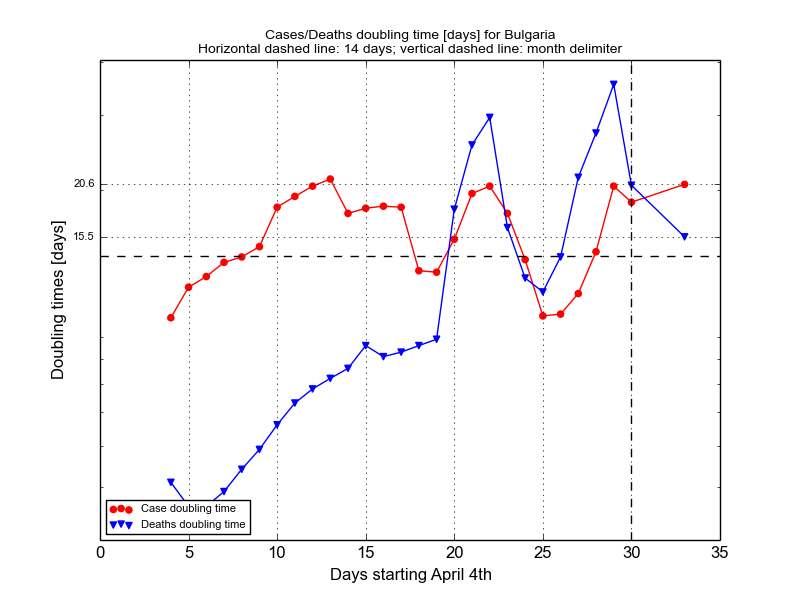 Cases/Deaths doubling time [days] for Bulgaria
Horizontal dashed line: 14 days; vertical dashed line: month delimiter
20.6
15.5
Doubling times [days]
Case doubling time
Deaths doubling time
0 5 10 15 20 25 30 35
Days starting April 4th